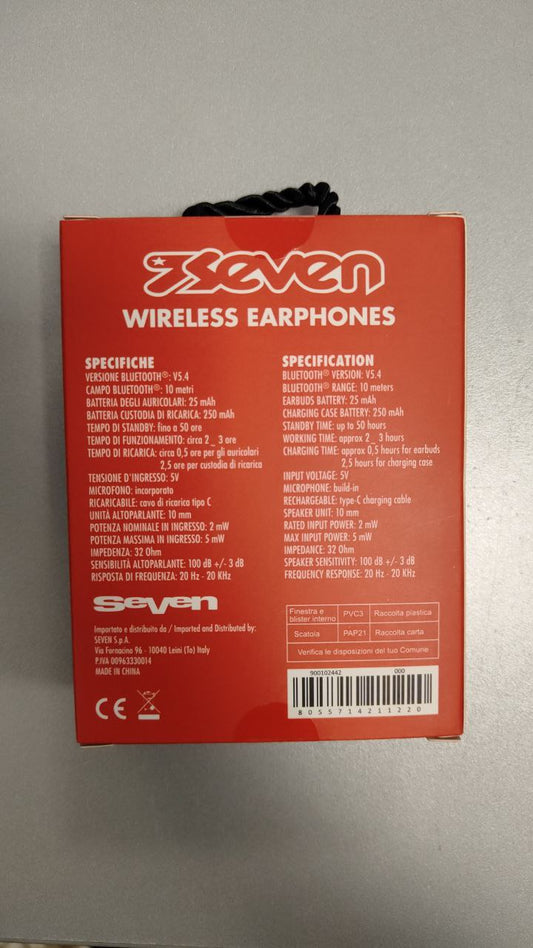 7Seven
WIRELESS EARPHONES
SPECIFICHE
VERSIONE BLUETOOTH®: V5.4
CAMPO BLUETOOTH®: 10 metri
BATTERIA DEGLI AURICOLARI: 25 mAh
BATTERIA CUSTODIA DI RICARICA: 250 mAh
TEMPO DI STANDBY: fino a 50 ore
TEMPO DI FUNZIONAMENTO: circa 2_ 3 ore
TEMPO DI RICARICA: circa 0,5 ore per gli auricolari
2,5 ore per custodia di ricarica
TENSIONE D'INGRESSO: 5V
MICROFONO: incorporato
RICARICABILE: cavo di ricarica tipo C
UNITÀ ALTOPARLANTE: 10 mm
POTENZA NOMINALE IN INGRESSO: 2 mW
POTENZA MASSIMA IN INGRESSO: 5 mW
IMPEDENZA: 32 Ohm
SENSIBILITÀ ALTOPARLANTE: 100 dB +/- 3 dB
RISPOSTA DI FREQUENZA: 20 Hz - 20 KHz
SPECIFICATION
BLUETOOTH® VERSION: V5.4
BLUETOOTH® RANGE: 10 meters
EARBUDS BATTERY: 25 mAh
CHARGING CASE BATTERY: 250 mAh
STANDBY TIME: up to 50 hours
WORKING TIME: approx 2_ 3 hours
CHARGING TIME: approx 0,5 hours for earbuds
2,5 hours for charging case
INPUT VOLTAGE: 5V
MICROPHONE: build-in
RECHARGEABLE: type-C charging cable
SPEAKER UNIT: 10 mm
RATED INPUT POWER: 2 mW
MAX INPUT POWER: 5 mW
IMPEDANCE: 32 Ohm
SPEAKER SENSITIVITY: 100 dB +/- 3 dB
FREQUENCY RESPONSE: 20 Hz - 20 KHz
seven
Importato e distribuito da / Imported and Distributed by:
SEVEN S.p.A.
Via Fornacino 96 - 10040 Leinì (To) Italy
P.IVA 00963330014
MADE IN CHINA
CE
Finestra e blister interno PVC3 Raccolta plastica
Scatola PAP21 Raccolta carta
Verifica le disposizioni del tuo Comune
900102442 000
8055714211220